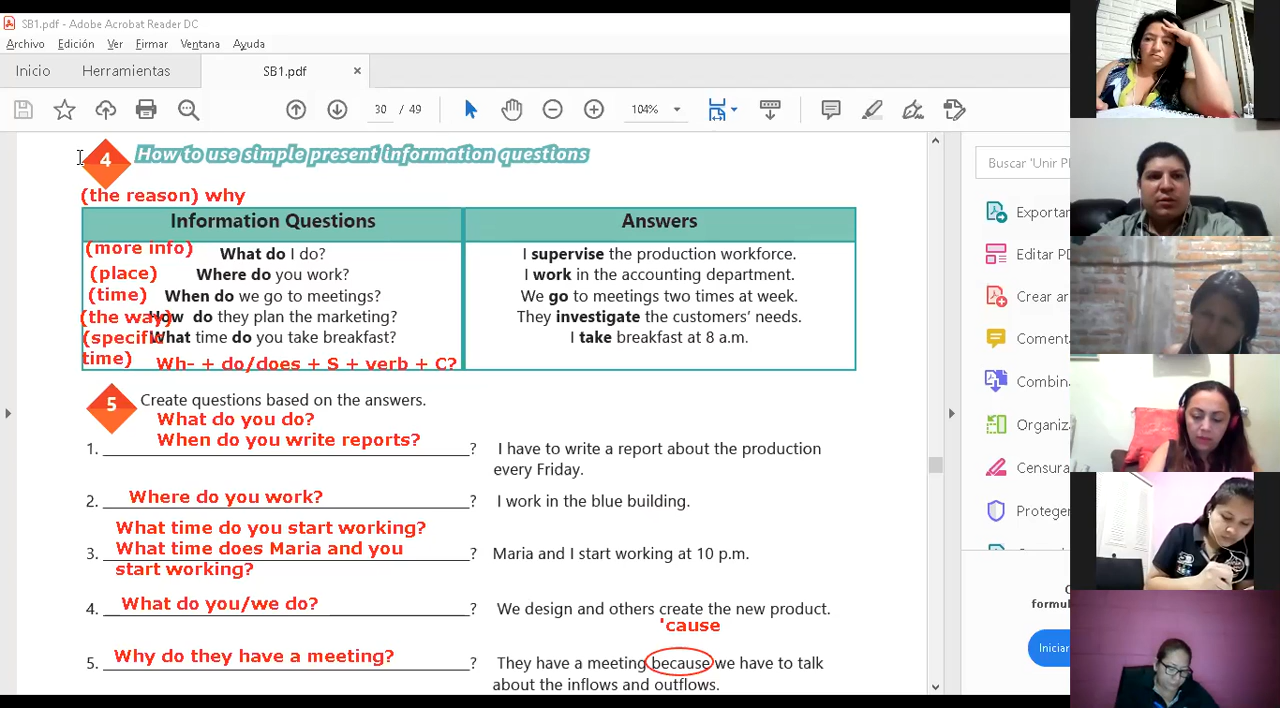 SB1.pdf - Adobe Acrobat Reader DC
Archivo Edición Ver Firmar Ventana Ayuda
Inicio Herramientas SB1.pdf ×
30 / 49 104%
4 How to use simple present information questions
(the reason) why
Information Questions Answers
(more info) What do I do? I supervise the production workforce.
(place) Where do you work? I work in the accounting department.
(time) When do we go to meetings? We go to meetings two times at week.
(the way) How do they plan the marketing? They investigate the customers' needs.
(specific What time do you take breakfast? I take breakfast at 8 a.m.
time) Wh- + do/does + S + verb + C?
5 Create questions based on the answers.
What do you do?
When do you write reports?
1. ? I have to write a report about the production
every Friday.
2. Where do you work? ? I work in the blue building.
What time do you start working?
What time does Maria and you
3. ? Maria and I start working at 10 p.m.
start working?
4. What do you/we do? ? We design and others create the new product.
'cause
5. Why do they have a meeting? ? They have a meeting because we have to talk
about the inflows and outflows.
Buscar 'Unir P
Exportar
Editar PD
Crear ar
Comenta
Combin
Organiz
Censura
Proteger
formul
Iniciar